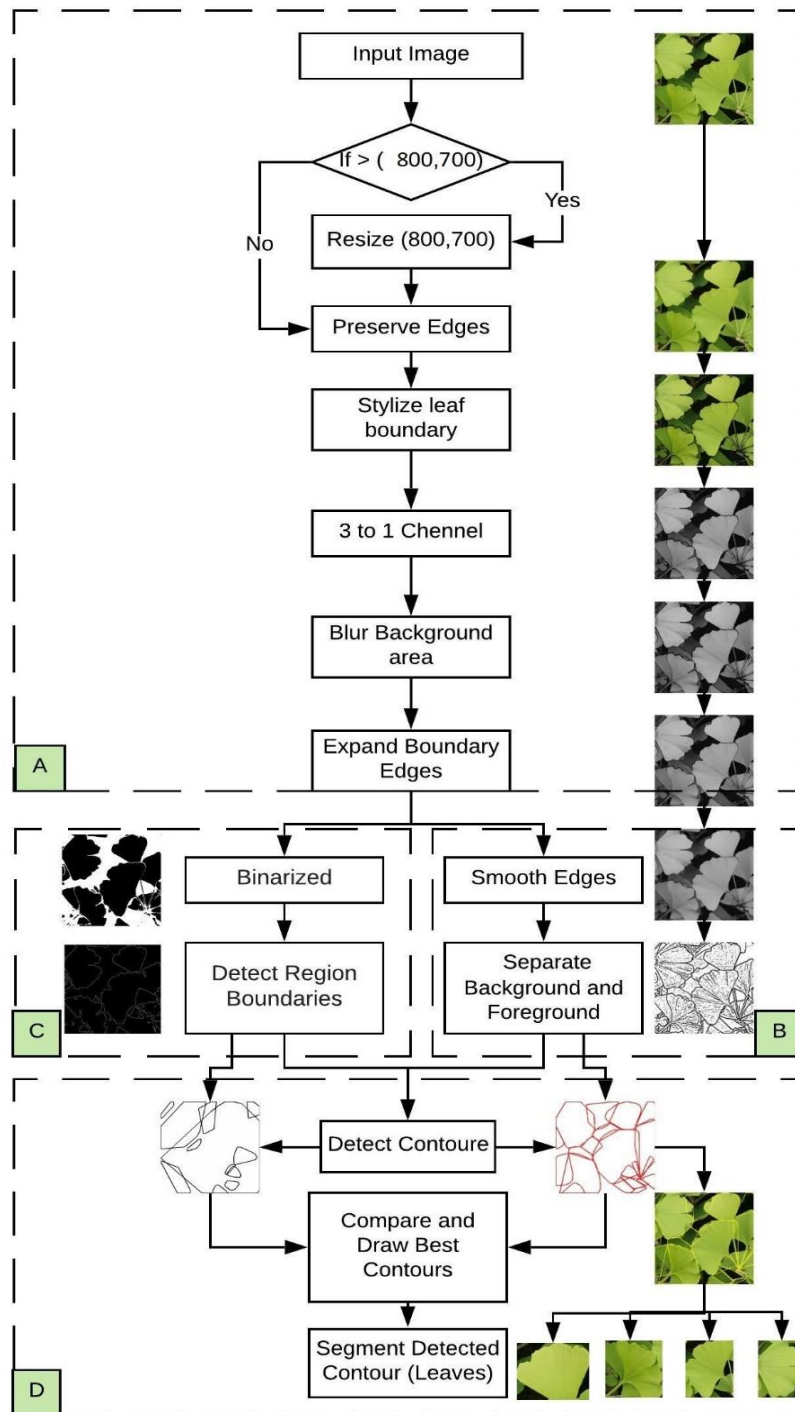 Input Image
If > ( 800,700)
Yes
No
Resize (800,700)
Preserve Edges
Stylize leaf
boundary
3 to 1 Chennel
Blur Background
area
Expand Boundary
Edges
A
Binarized
Smooth Edges
Detect Region
Boundaries
Separate
Background and
Foreground
C
B
Detect Contoure
Compare and
Draw Best
Contours
Segment Detected
Contour (Leaves)
D